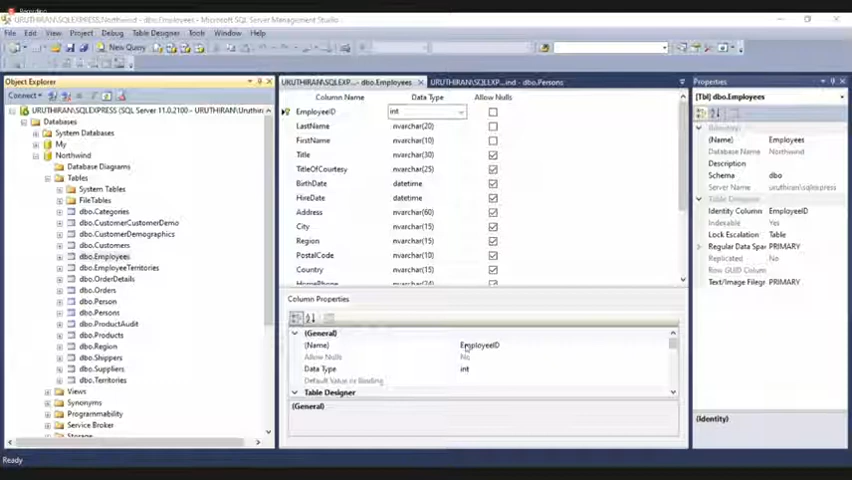 Recording
URUTHIRAN\SQLEXPRESS.Northwind - dbo.Employees - Microsoft SQL Server Management Studio
File Edit View Project Debug Table Designer Tools Window Help
New Query
Object Explorer
Connect
URUTHIRAN\SQLEXPRESS (SQL Server 11.0.2100 - URUTHIRAN\Uruthiran
Databases
System Databases
My
Northwind
Database Diagrams
Tables
System Tables
FileTables
dbo.Categories
dbo.CustomerCustomerDemo
dbo.CustomerDemographics
dbo.Customers
dbo.Employees
dbo.EmployeeTerritories
dbo.OrderDetails
dbo.Orders
dbo.Person
dbo.Persons
dbo.ProductAudit
dbo.Products
dbo.Region
dbo.Shippers
dbo.Suppliers
dbo.Territories
Views
Synonyms
Programmability
Service Broker
Storage
URUTHIRAN\SQLEXP... - dbo.Employees
URUTHIRAN\SQLEXP...ind - dbo.Persons
Column Name Data Type Allow Nulls
EmployeeID int
LastName nvarchar(20)
FirstName nvarchar(10)
Title nvarchar(30)
TitleOfCourtesy nvarchar(25)
BirthDate datetime
HireDate datetime
Address nvarchar(60)
City nvarchar(15)
Region nvarchar(15)
PostalCode nvarchar(10)
Country nvarchar(15)
HomePhone nvarchar(24)
Column Properties
(General)
(Name) EmployeeID
Allow Nulls No
Data Type int
Default Value or Binding
Table Designer
(General)
Properties
[Tbl] dbo.Employees
(Identity)
(Name) Employees
Database Name Northwind
Description
Schema dbo
Server Name uruthiran\sqlexpress
Table Designer
Identity Column EmployeeID
Indexable Yes
Lock Escalation Table
Regular Data Spac PRIMARY
Replicated No
Row GUID Column
Text/Image Filegr PRIMARY
(Identity)
Ready